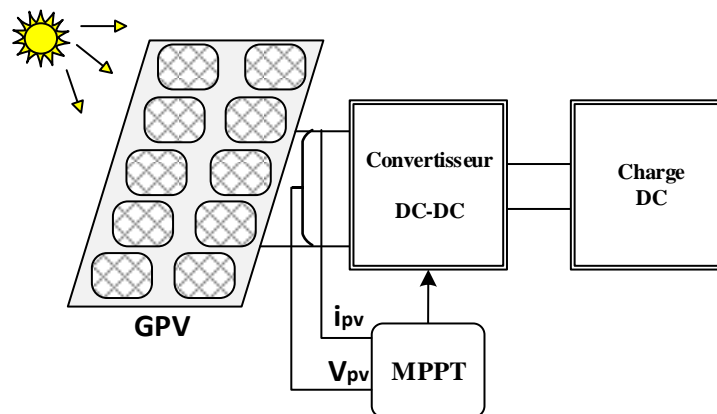 Convertisseur
DC-DC
Charge
DC
GPV
ipv
Vpv
MPPT